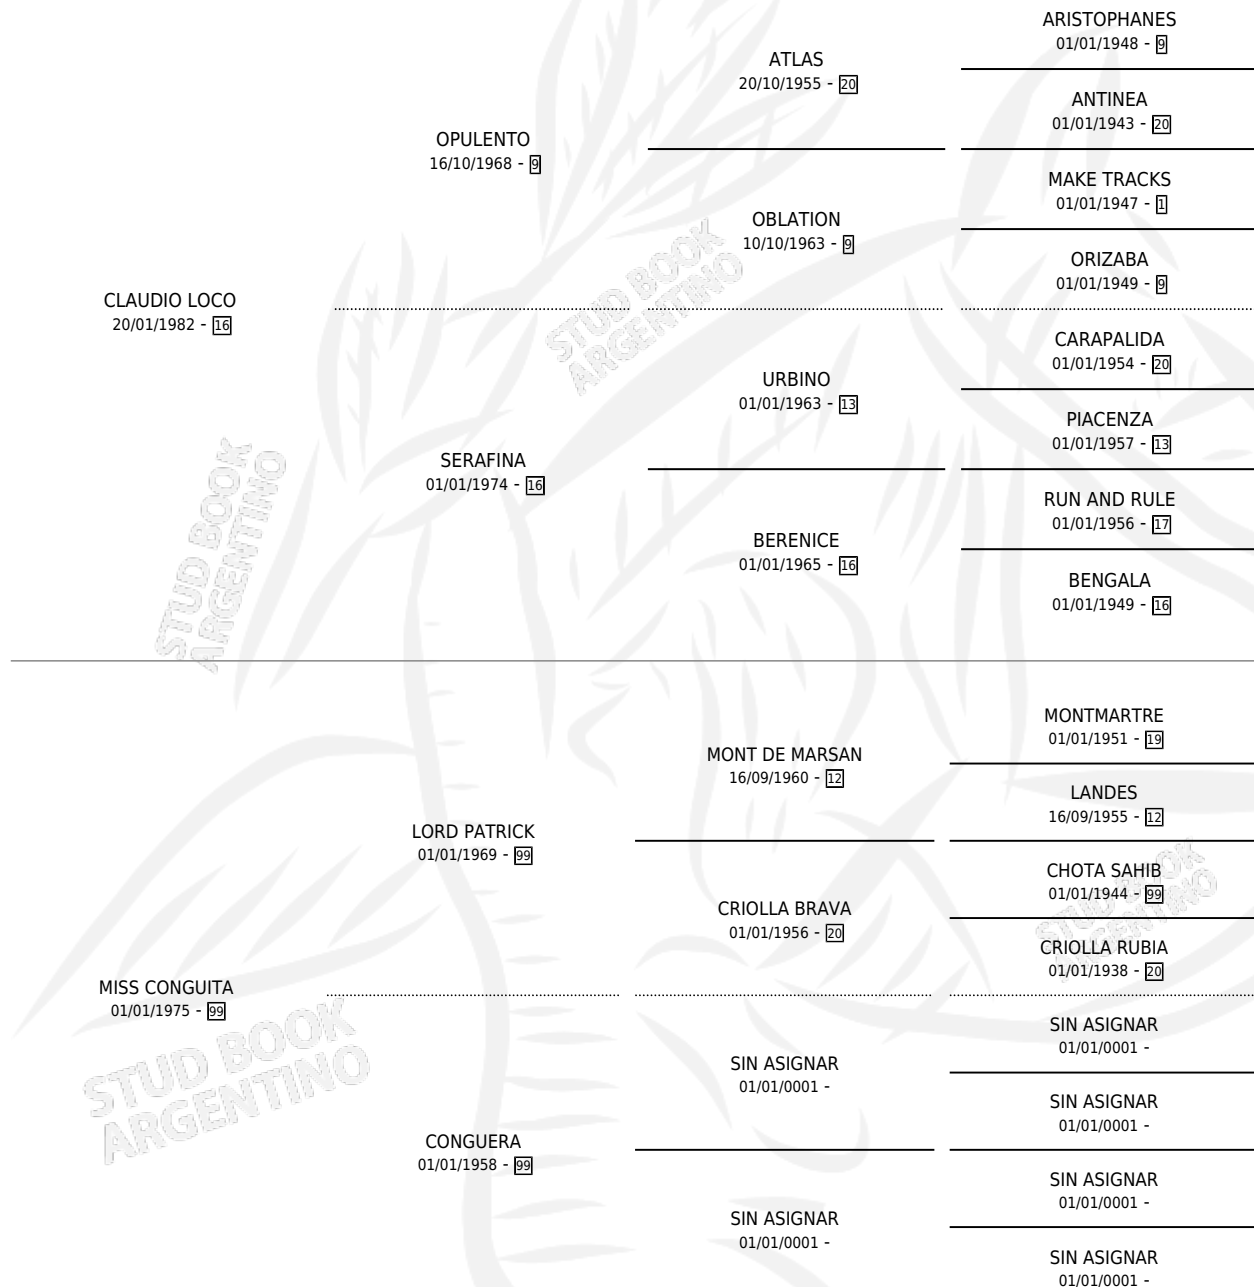 ARISTOPHANES
01/01/1948 - 9
ATLAS
20/10/1955 - 20
ANTINEA
01/01/1943 - 20
OPULENTO
16/10/1968 - 9
MAKE TRACKS
01/01/1947 - 1
OBLATION
10/10/1963 - 9
ORIZABA
01/01/1949 - 9
CLAUDIO LOCO
20/01/1982 - 16
CARAPALIDA
01/01/1954 - 20
URBINO
01/01/1963 - 13
PIACENZA
01/01/1957 - 13
SERAFINA
01/01/1974 - 16
RUN AND RULE
01/01/1956 - 17
BERENICE
01/01/1965 - 16
BENGALA
01/01/1949 - 16
MONTMARTRE
01/01/1951 - 19
MONT DE MARSAN
16/09/1960 - 12
LANDES
16/09/1955 - 12
LORD PATRICK
01/01/1969 - 99
CHOTA SAHIB
01/01/1944 - 99
CRIOLLA BRAVA
01/01/1956 - 20
CRIOLLA RUBIA
01/01/1938 - 20
MISS CONGUITA
01/01/1975 - 99
SIN ASIGNAR
01/01/0001 -
SIN ASIGNAR
01/01/0001 -
SIN ASIGNAR
01/01/0001 -
CONGUERA
01/01/1958 - 99
SIN ASIGNAR
01/01/0001 -
SIN ASIGNAR
01/01/0001 -
SIN ASIGNAR
01/01/0001 -
STUD BOOK
ARGENTINO
STUD BOOK
ARGENTINO
STUD BOOK
ARGENTINO
STUD BOOK
ARGENTINO